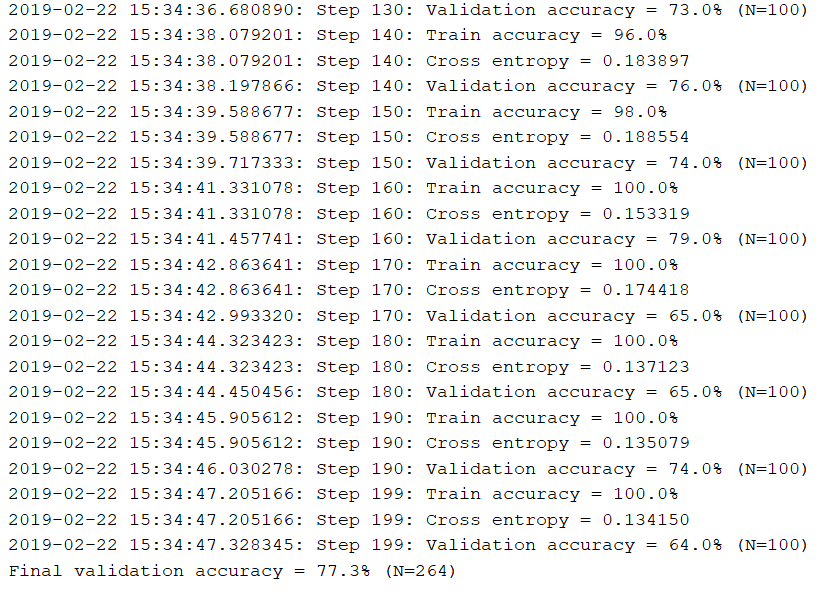 2019-02-22 15:34:36.680890: Step 130: Validation accuracy = 73.0% (N=100)
2019-02-22 15:34:38.079201: Step 140: Train accuracy = 96.0%
2019-02-22 15:34:38.079201: Step 140: Cross entropy = 0.183897
2019-02-22 15:34:38.197866: Step 140: Validation accuracy = 76.0% (N=100)
2019-02-22 15:34:39.588677: Step 150: Train accuracy = 98.0%
2019-02-22 15:34:39.588677: Step 150: Cross entropy = 0.188554
2019-02-22 15:34:39.717333: Step 150: Validation accuracy = 74.0% (N=100)
2019-02-22 15:34:41.331078: Step 160: Train accuracy = 100.0%
2019-02-22 15:34:41.331078: Step 160: Cross entropy = 0.153319
2019-02-22 15:34:41.457741: Step 160: Validation accuracy = 79.0% (N=100)
2019-02-22 15:34:42.863641: Step 170: Train accuracy = 100.0%
2019-02-22 15:34:42.863641: Step 170: Cross entropy = 0.174418
2019-02-22 15:34:42.993320: Step 170: Validation accuracy = 65.0% (N=100)
2019-02-22 15:34:44.323423: Step 180: Train accuracy = 100.0%
2019-02-22 15:34:44.323423: Step 180: Cross entropy = 0.137123
2019-02-22 15:34:44.450456: Step 180: Validation accuracy = 65.0% (N=100)
2019-02-22 15:34:45.905612: Step 190: Train accuracy = 100.0%
2019-02-22 15:34:45.905612: Step 190: Cross entropy = 0.135079
2019-02-22 15:34:46.030278: Step 190: Validation accuracy = 74.0% (N=100)
2019-02-22 15:34:47.205166: Step 199: Train accuracy = 100.0%
2019-02-22 15:34:47.205166: Step 199: Cross entropy = 0.134150
2019-02-22 15:34:47.328345: Step 199: Validation accuracy = 64.0% (N=100)
Final validation accuracy = 77.3% (N=264)